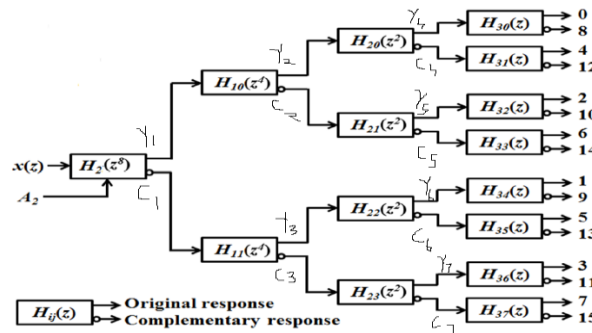 Y4 H30(z) 0
8
Y2 H20(z²)
C4 H31(z) 4
12
H10(z⁴)
Y5 H32(z) 2
10
C2 H21(z²)
Y1 C5 H33(z) 6
14
x(z) H2(z⁸)
A2 C1
Y6 H34(z) 1
9
Y3 H22(z²)
C6 H35(z) 5
13
H11(z⁴)
C3 Y7 H36(z) 3
11
H23(z²)
C7 H37(z) 7
15
Hij(z) Original response
Complementary response